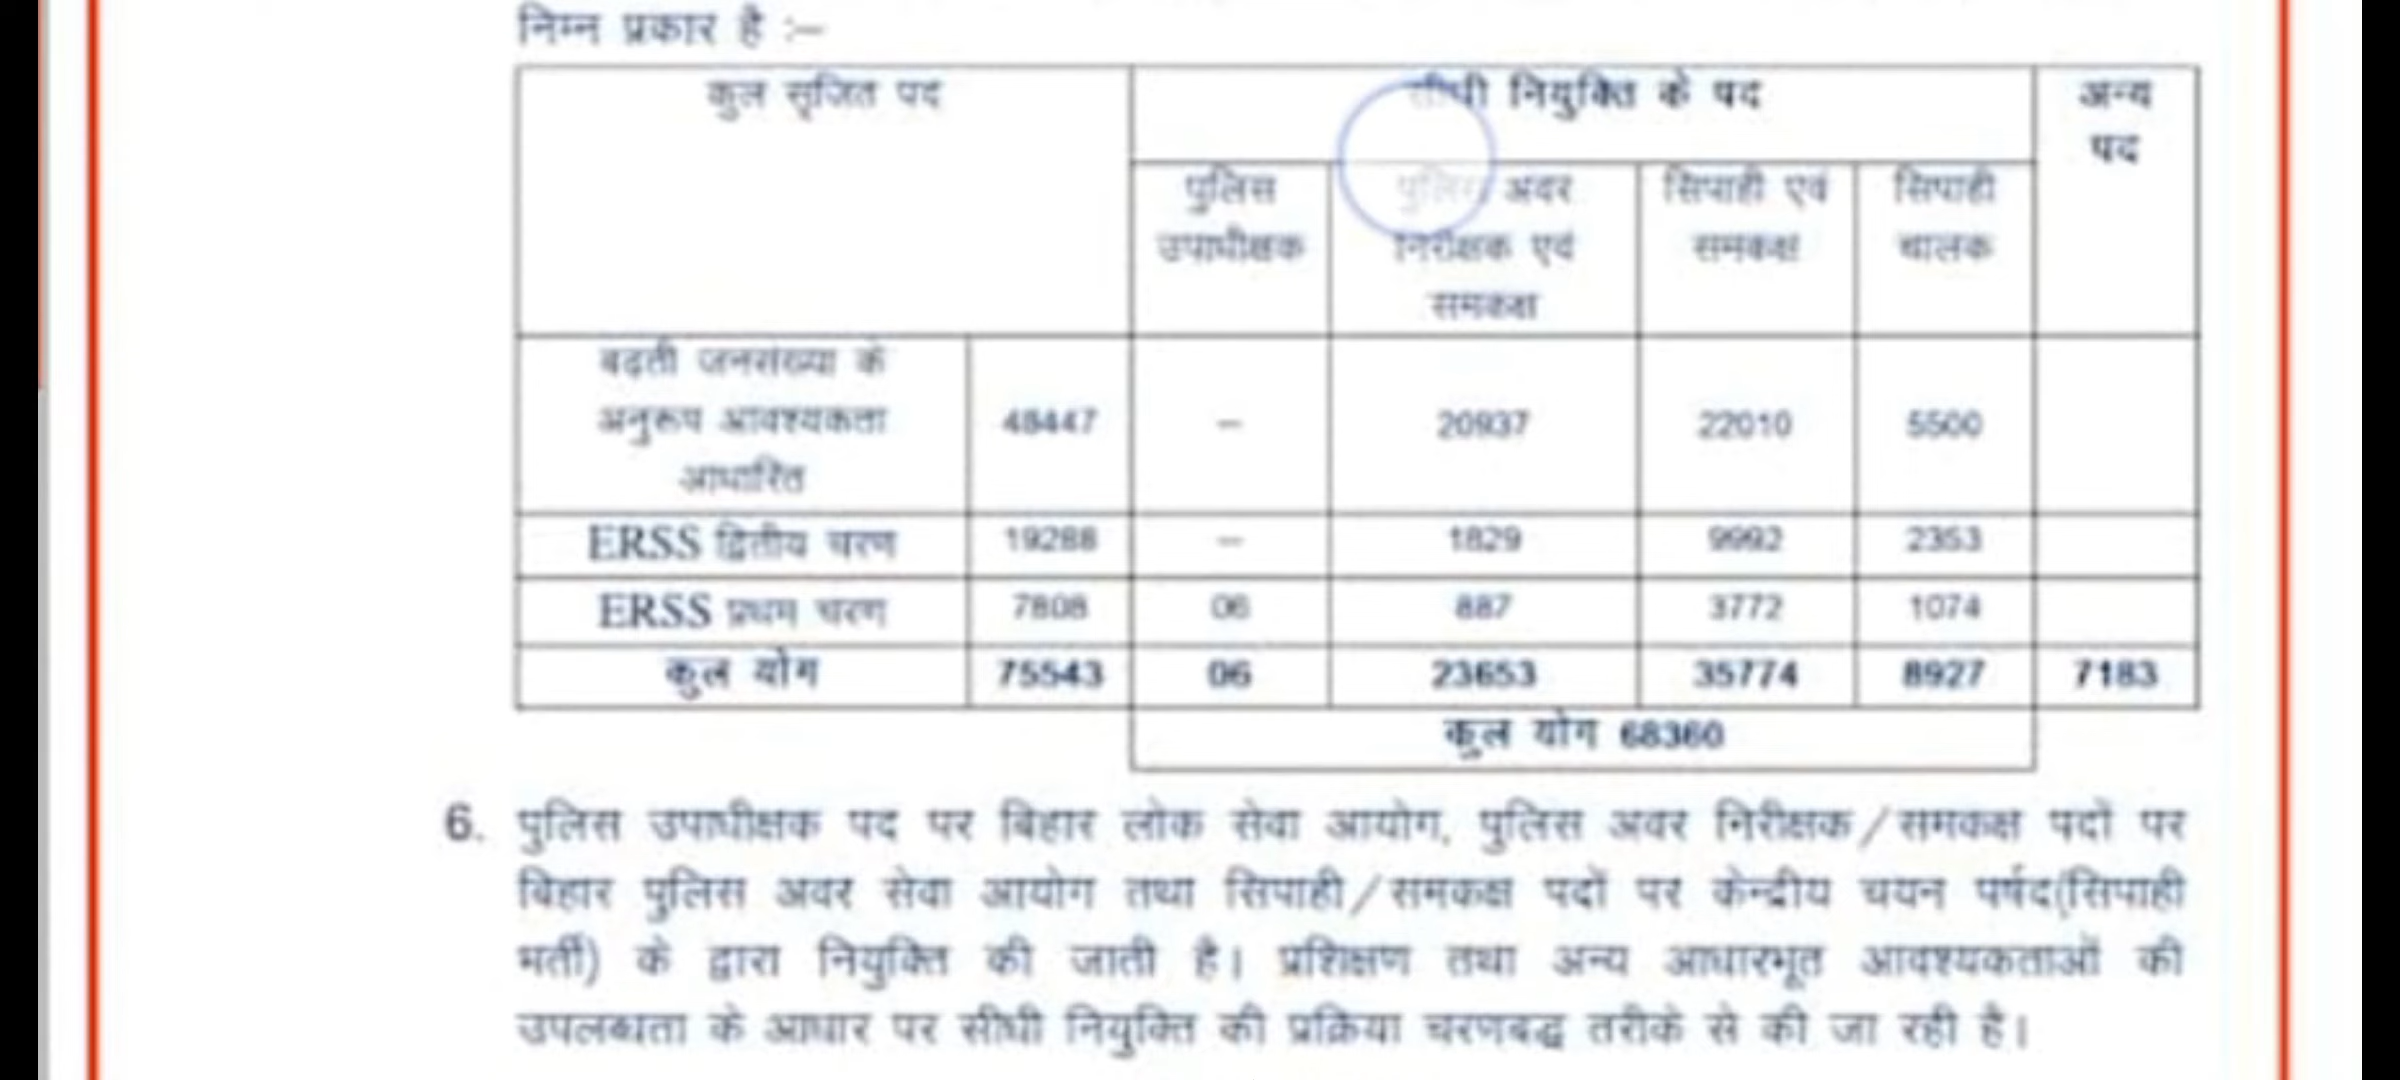 निम्न प्रकार है :–
कुल सृजित पद
सीधी नियुक्ति के पद
अन्य
पद
पुलिस
उपाधीक्षक
पुलिस अवर
निरीक्षक एवं
समकक्ष
सिपाही एवं
समकक्ष
सिपाही
चालक
बढ़ती जनसंख्या के
अनुरूप आवश्यकता
आधारित
48447 – 20937 22010 5500
ERSS द्वितीय चरण 19288 – 1829 9992 2353
ERSS प्रथम चरण 7808 06 887 3772 1074
कुल योग 75543 06 23653 35774 8927 7183
कुल योग 68360
6. पुलिस उपाधीक्षक पद पर बिहार लोक सेवा आयोग, पुलिस अवर निरीक्षक/समकक्ष पदों पर
बिहार पुलिस अवर सेवा आयोग तथा सिपाही/समकक्ष पदों पर केन्द्रीय चयन पर्षद(सिपाही
भर्ती) के द्वारा नियुक्ति की जाती है। प्रशिक्षण तथा अन्य आधारभूत आवश्यकताओं की
उपलब्धता के आधार पर सीधी नियुक्ति की प्रक्रिया चरणबद्ध तरीके से की जा रही है।